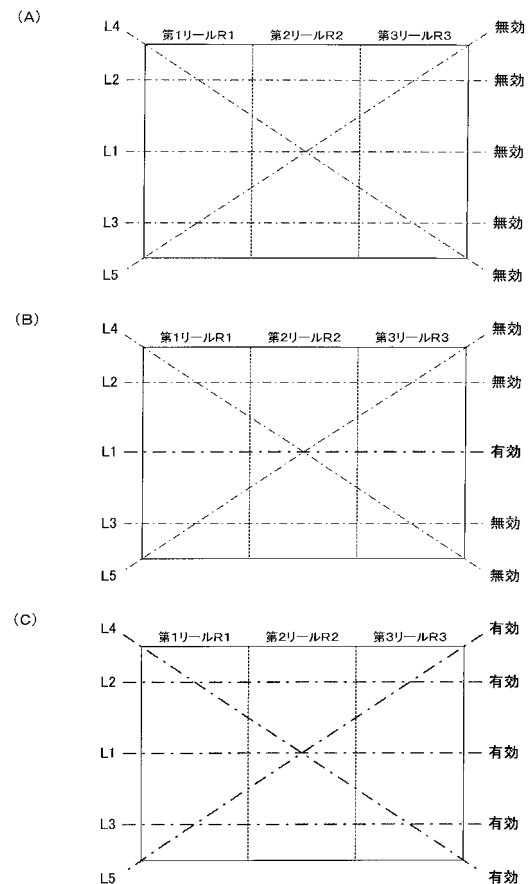 (A)
L4 第1リールR1 第2リールR2 第3リールR3 無効
L2 無効
L1 無効
L3 無効
L5 無効
(B)
L4 第1リールR1 第2リールR2 第3リールR3 無効
L2 無効
L1 有効
L3 無効
L5 無効
(C)
L4 第1リールR1 第2リールR2 第3リールR3 有効
L2 有効
L1 有効
L3 有効
L5 有効